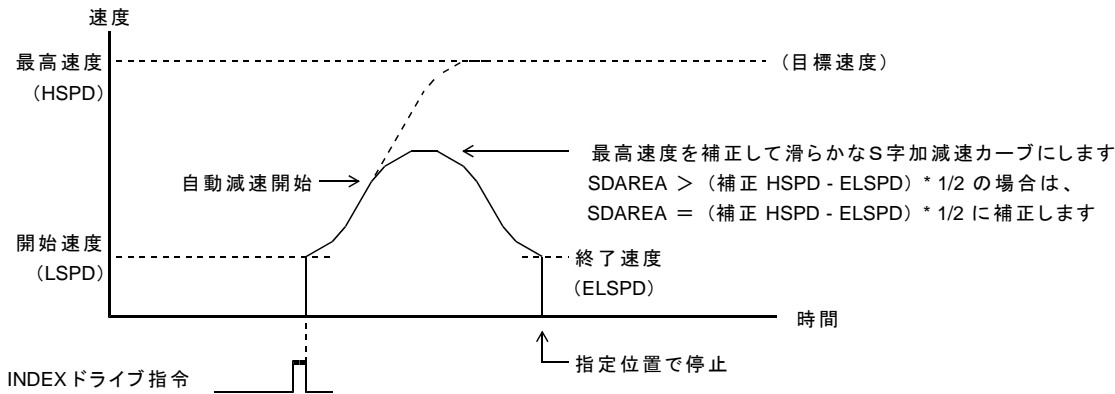 速度
最高速度
（HSPD）
（目標速度）
最高速度を補正して滑らかなＳ字加減速カーブにします
SDAREA ＞（補正 HSPD - ELSPD）* 1/2 の場合は、
SDAREA ＝（補正 HSPD - ELSPD）* 1/2 に補正します
自動減速開始
開始速度
（LSPD）
終了速度
（ELSPD）
時間
指定位置で停止
INDEXドライブ指令